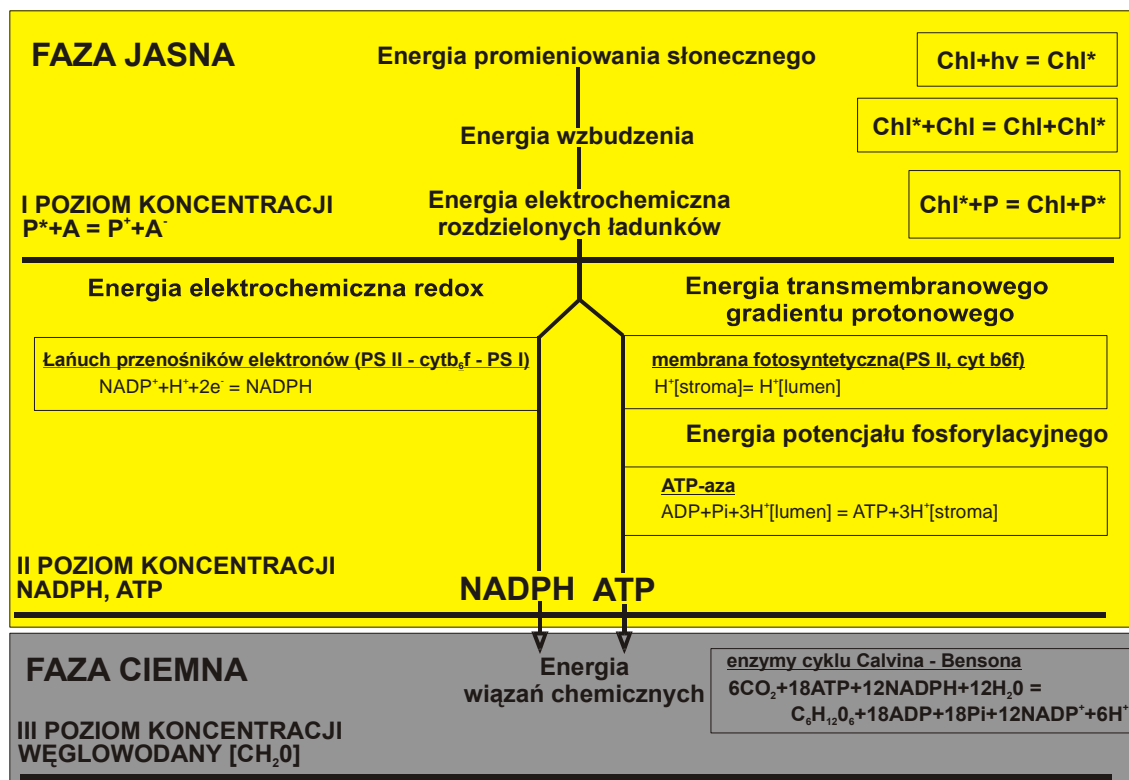 FAZA JASNA
Energia promieniowania słonecznego
Chl+hv = Chl*
Energia wzbudzenia
Chl*+Chl = Chl+Chl*
I POZIOM KONCENTRACJI
P*+A = P⁺+A⁻
Energia elektrochemiczna
rozdzielonych ładunków
Chl*+P = Chl+P*
Energia elektrochemiczna redox
Łańuch przenośników elektronów (PS II - cytb₆f - PS I)
NADP⁺+H⁺+2e⁻ = NADPH
Energia transmembranowego
gradientu protonowego
membrana fotosyntetyczna(PS II, cyt b6f)
H⁺[stroma]= H⁺[lumen]
Energia potencjału fosforylacyjnego
ATP-aza
ADP+Pi+3H⁺[lumen] = ATP+3H⁺[stroma]
II POZIOM KONCENTRACJI
NADPH, ATP
NADPH ATP
FAZA CIEMNA
Energia
wiązań chemicznych
enzymy cyklu Calvina - Bensona
6CO₂+18ATP+12NADPH+12H₂0 =
C₆H₁₂0₆+18ADP+18Pi+12NADP⁺+6H⁺
III POZIOM KONCENTRACJI
WĘGLOWODANY [CH₂0]